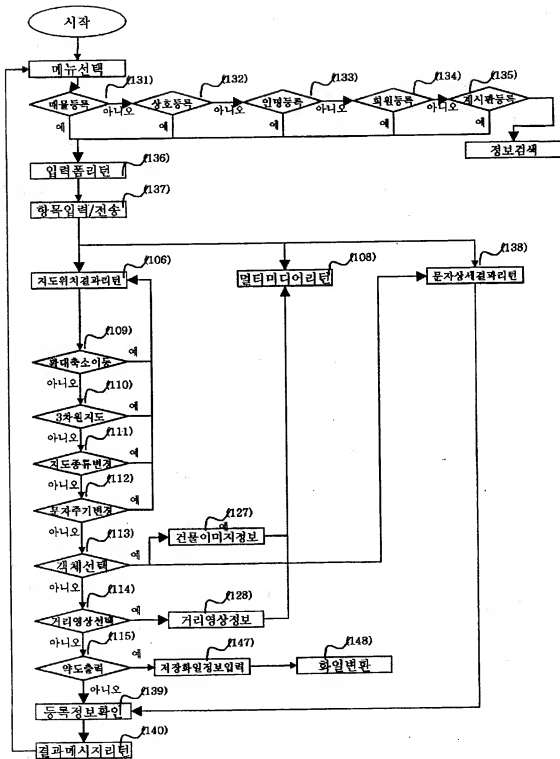 시작
메뉴선택
(131)
(132)
(133)
(134)
(135)
매물등록
아니오
상호등록
아니오
인명등록
아니오
회원등록
아니오
게시판등록
예
예
예
예
예
정보검색
(136)
입력폼리턴
(137)
항목입력/전송
(106)
지도위치결과리턴
(108)
멀티미디어리턴
(138)
문자상세결과리턴
(109)
확대축소이동
예
아니오
(110)
3차원지도
예
아니오
(111)
지도종류변경
예
아니오
(112)
문자주기변경
예
아니오
(113)
객체선택
예
(127)
예
건물이미지정보
아니오
(114)
거리영상선택
예
(128)
거리영상정보
아니오
(115)
약도출력
예
(147)
저장화일정보입력
(148)
화일변환
아니오
(139)
등록정보확인
(140)
결과메시지리턴